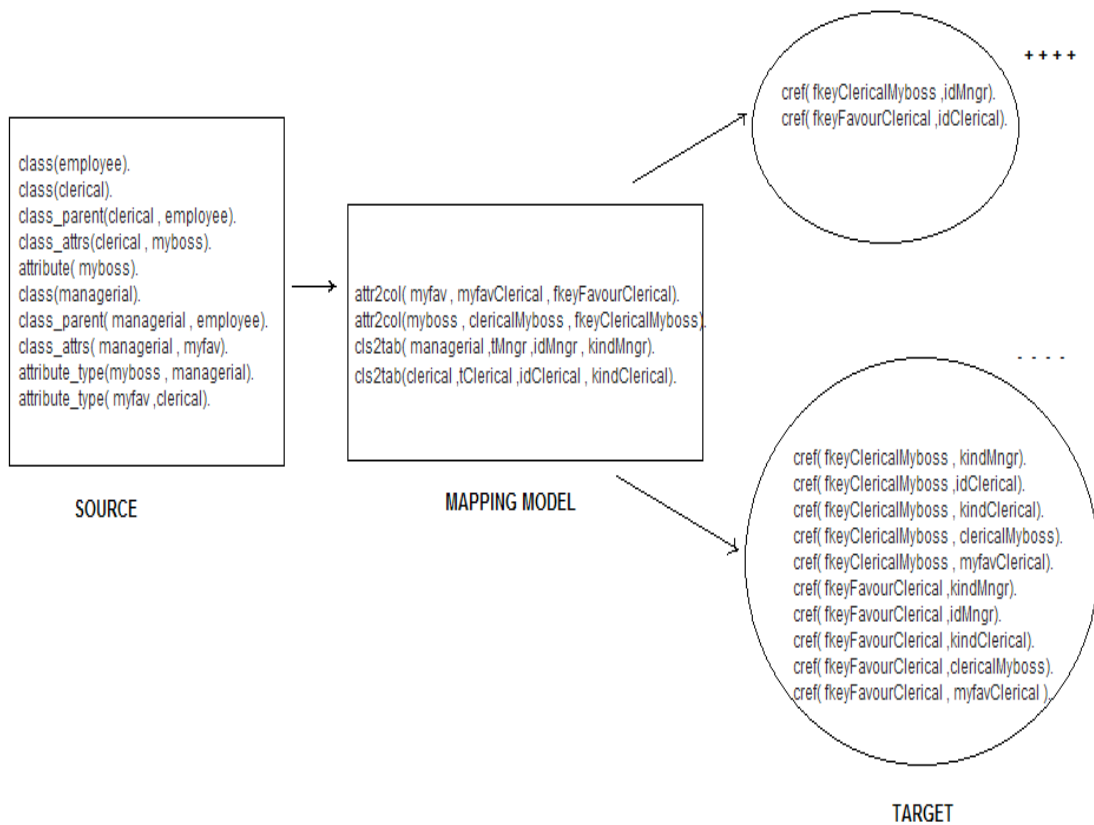 class(employee).
class(clerical).
class_parent(clerical , employee).
class_attrs(clerical , myboss).
attribute( myboss).
class(managerial).
class_parent( managerial , employee).
class_attrs( managerial , myfav).
attribute_type(myboss , managerial).
attribute_type( myfav ,clerical).
SOURCE
attr2col( myfav , myfavClerical , fkeyFavourClerical).
attr2col(myboss , clericalMyboss , fkeyClericalMyboss).
cls2tab( managerial ,tMngr ,idMngr , kindMngr).
cls2tab(clerical ,tClerical ,idClerical , kindClerical).
MAPPING MODEL
++++
cref( fkeyClericalMyboss ,idMngr).
cref( fkeyFavourClerical ,idClerical).
- - - -
cref( fkeyClericalMyboss , kindMngr).
cref( fkeyClericalMyboss ,idClerical).
cref( fkeyClericalMyboss , kindClerical).
cref( fkeyClericalMyboss , clericalMyboss).
cref( fkeyClericalMyboss , myfavClerical).
cref( fkeyFavourClerical ,kindMngr).
cref( fkeyFavourClerical ,idMngr).
cref( fkeyFavourClerical ,kindClerical).
cref( fkeyFavourClerical ,clericalMyboss).
cref( fkeyFavourClerical , myfavClerical ).
TARGET